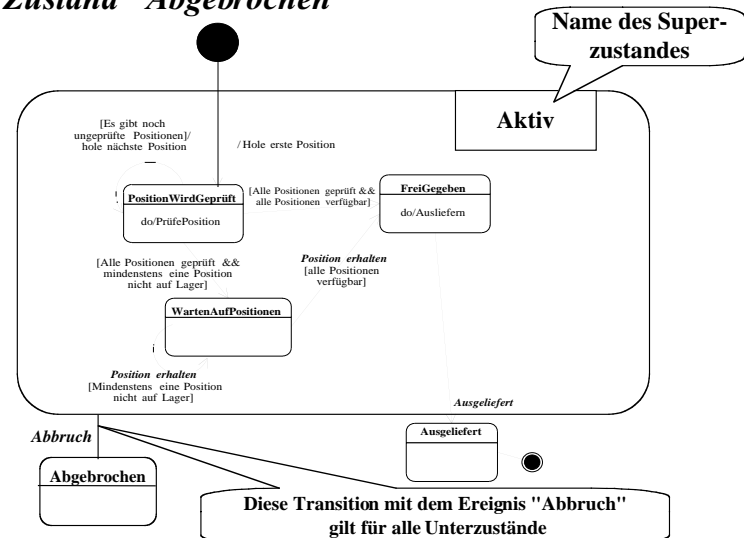 Zustand "Abgebrochen"
Name des Super-
zustandes
Aktiv
[Es gibt noch
ungeprüfte Positionen]/
hole nächste Position
/Hole erste Position
PositionWirdGeprüft
do/PrüfePosition
[Alle Positionen geprüft &&
alle Positionen verfügbar]
FreiGegeben
do/Ausliefern
[Alle Positionen geprüft &&
mindenstens eine Position
nicht auf Lager]
Position erhalten
[alle Positionen
verfügbar]
WartenAufPositionen
Position erhalten
[Mindenstens eine Position
nicht auf Lager]
Ausgeliefert
Abbruch
Ausgeliefert
Abgebrochen
Diese Transition mit dem Ereignis "Abbruch"
gilt für alle Unterzustände